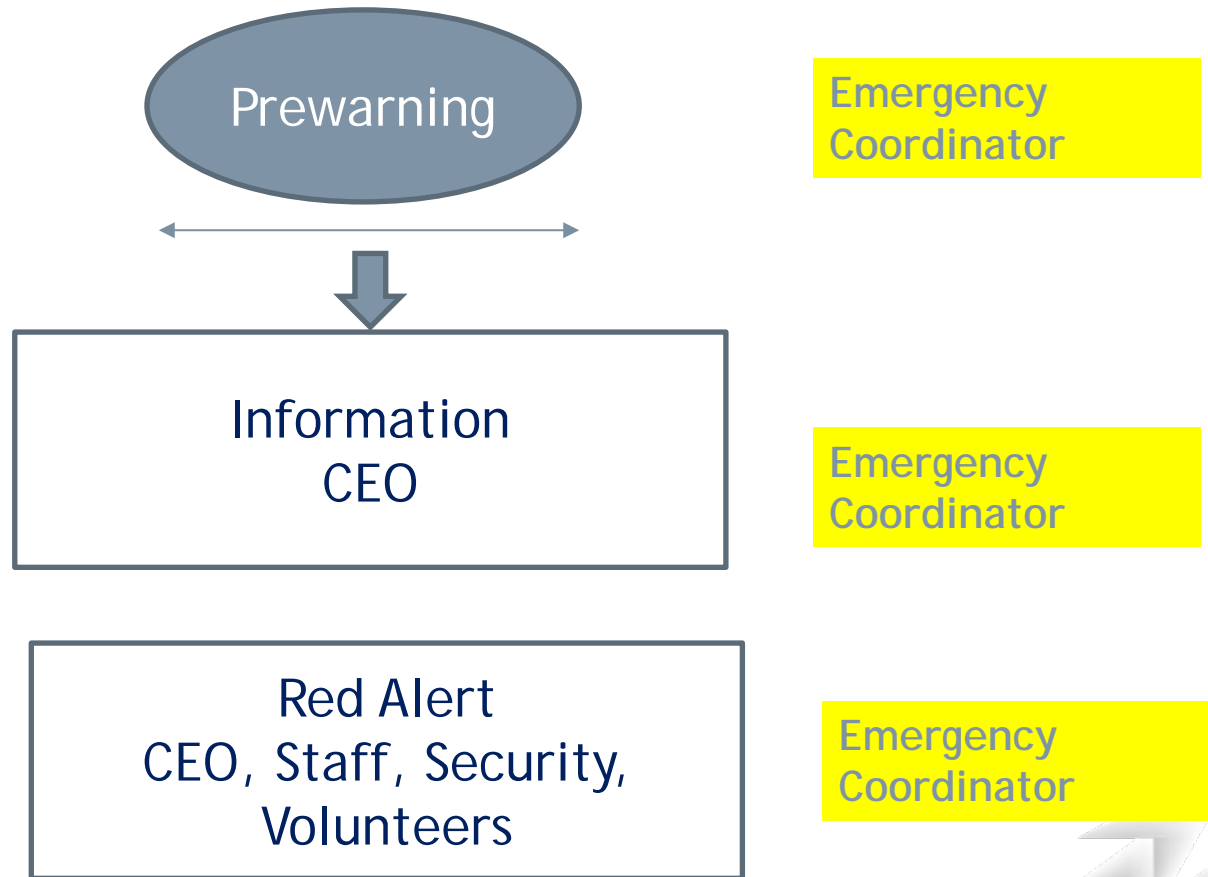 Prewarning
Emergency
Coordinator
Information
CEO
Emergency
Coordinator
Red Alert
CEO, Staff, Security,
Volunteers
Emergency
Coordinator